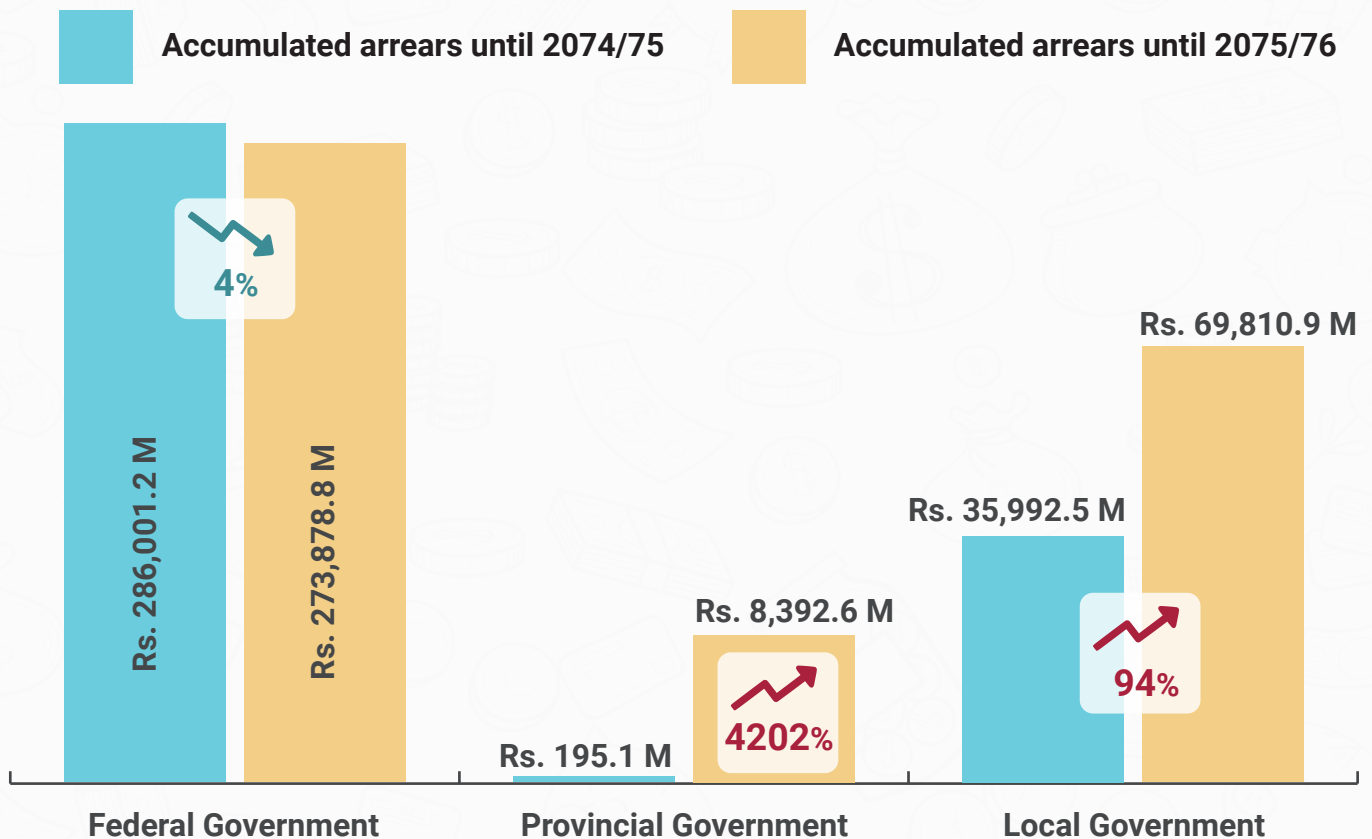 Accumulated arrears until 2074/75
Accumulated arrears until 2075/76
Rs. 286,001.2 M
Rs. 273,878.8 M
4%
Rs. 195.1 M
Rs. 8,392.6 M
4202%
Rs. 35,992.5 M
Rs. 69,810.9 M
94%
Federal Government
Provincial Government
Local Government